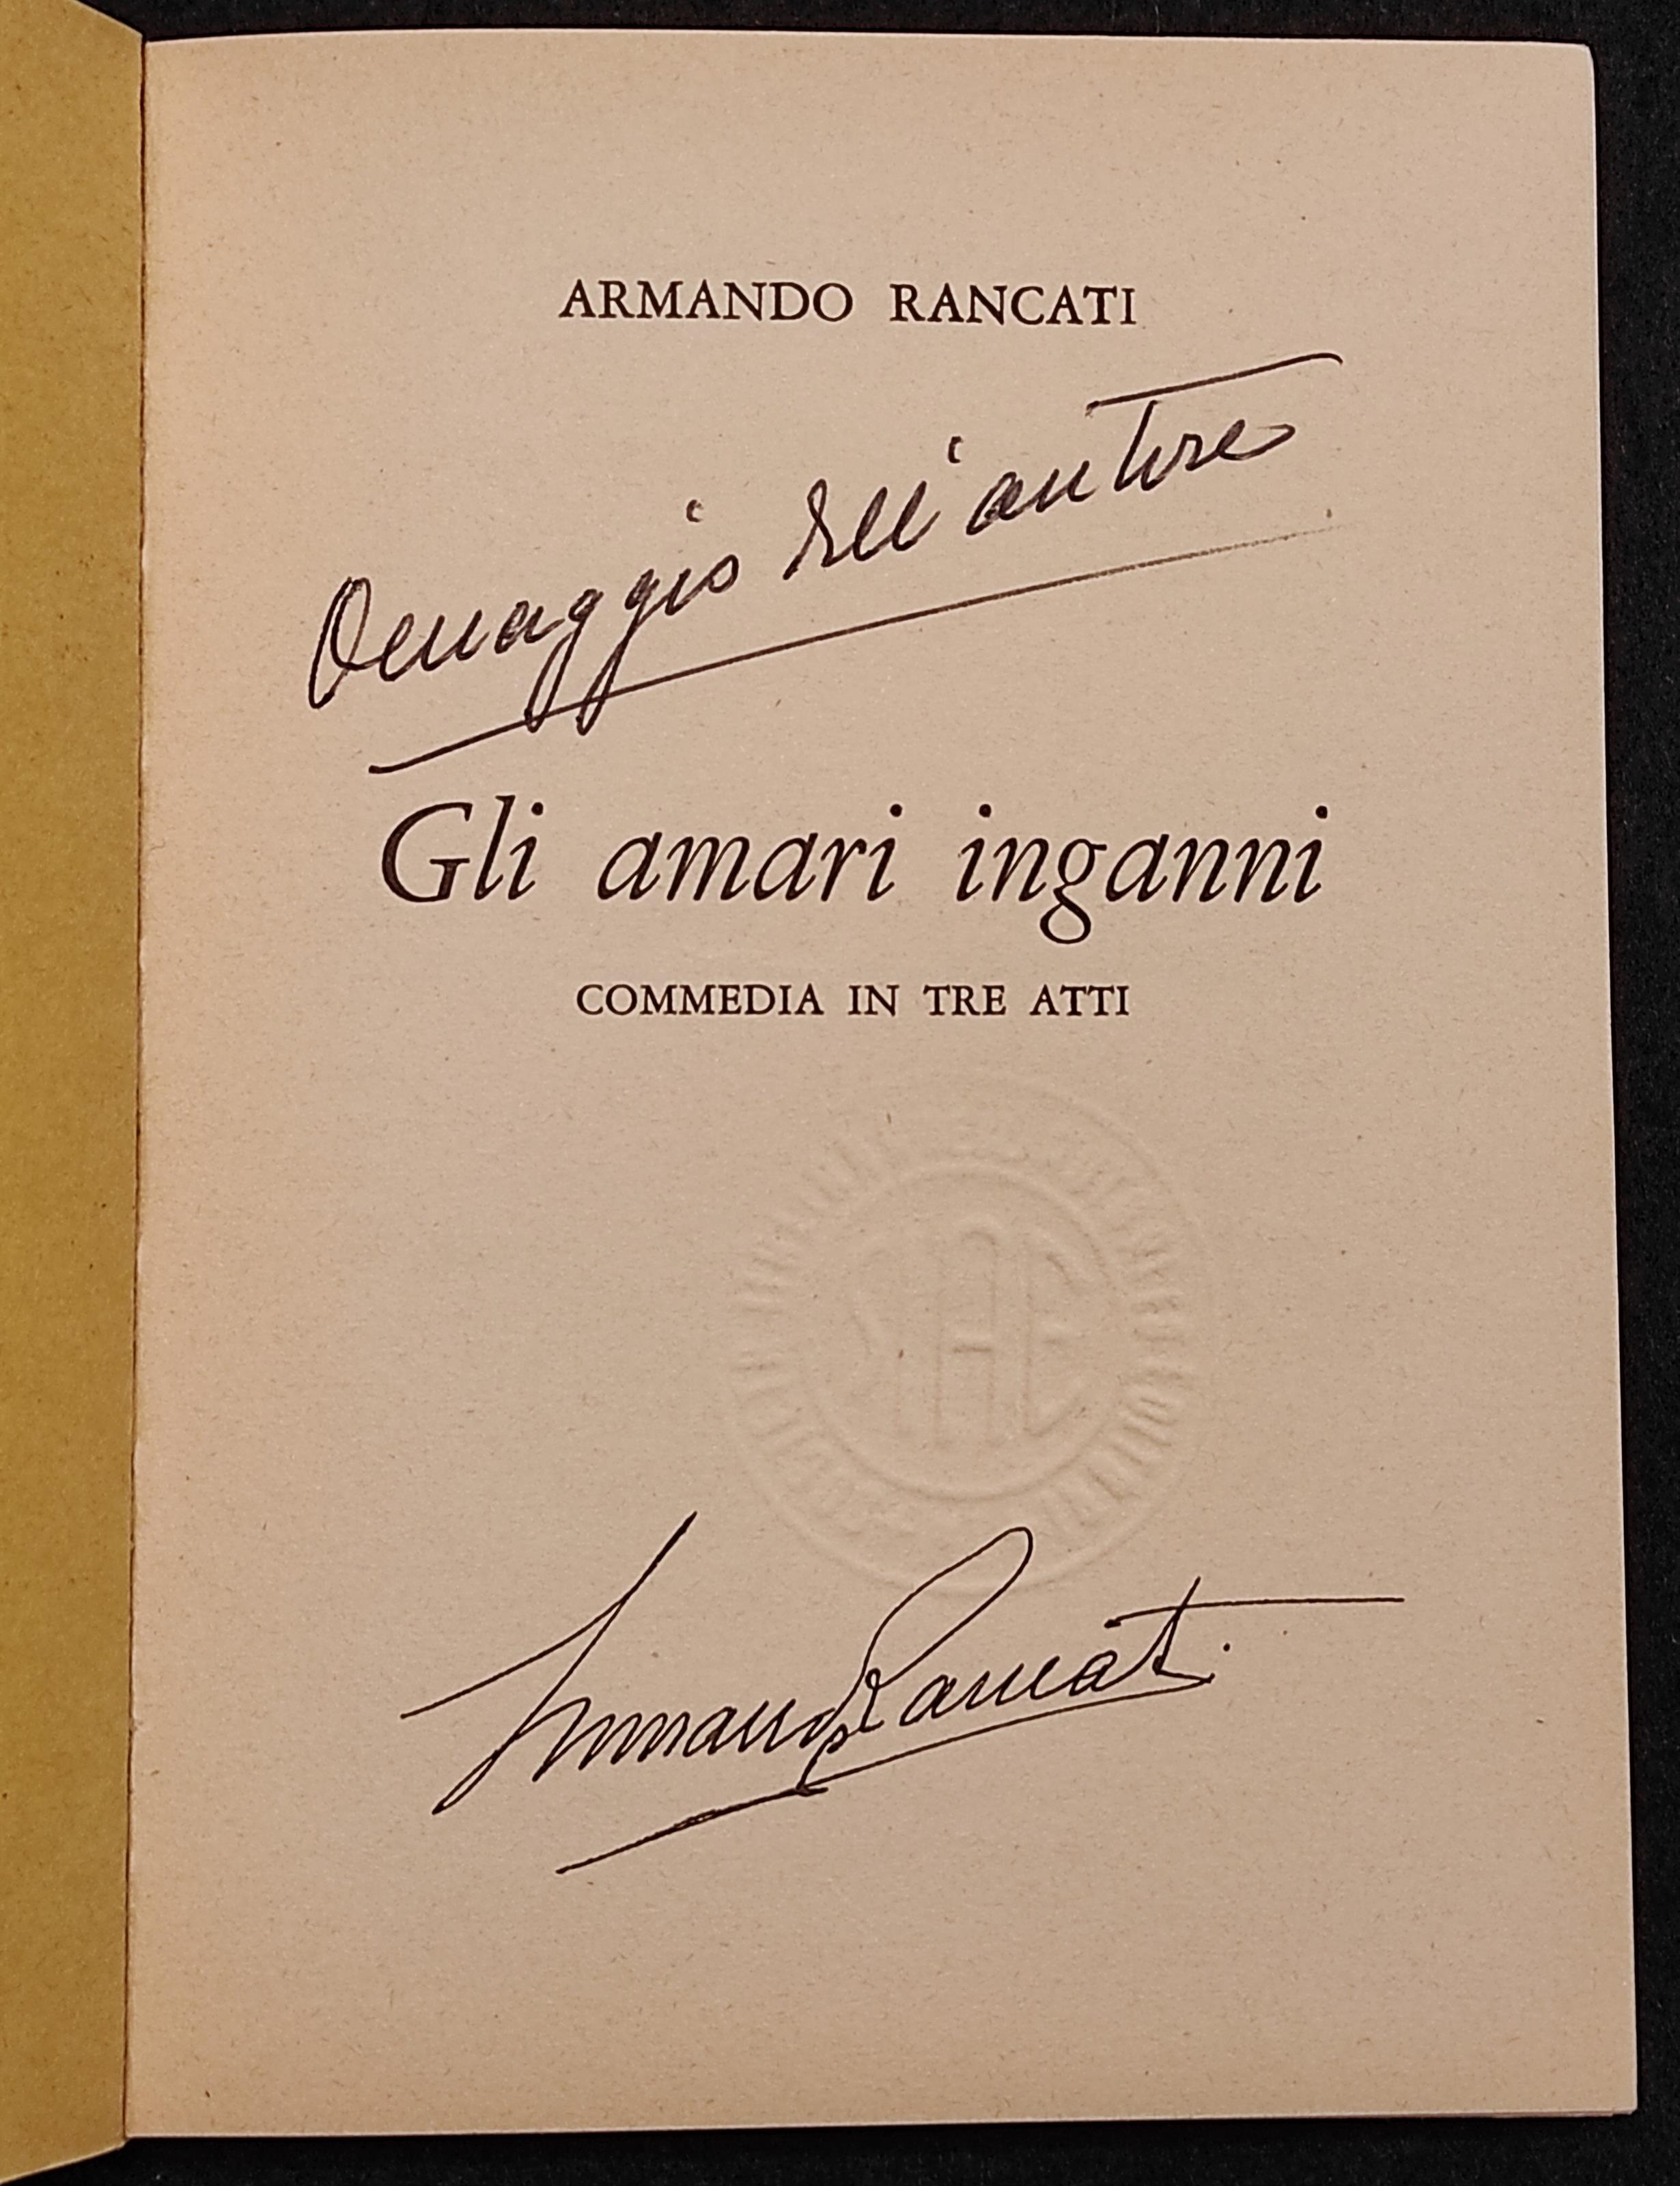 ARMANDO RANCATI
Omaggio dell'autore
Gli amari inganni
COMMEDIA IN TRE ATTI
SIAE
Armando Rancati